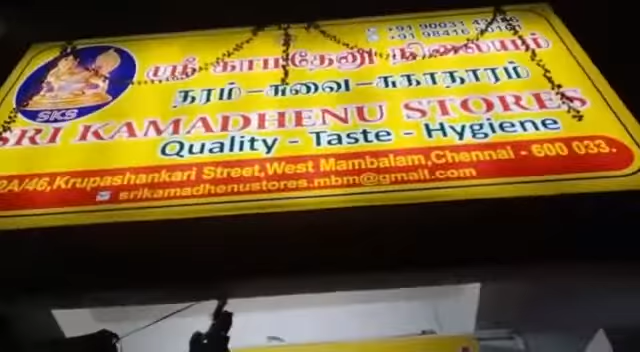 +91 90031
+91 98416
ஸ்ரீ காமதேனு நிலையம்
தரம் - சுவை - சுகாதாரம்
SKS
SRI KAMADHENU STORES
Quality - Taste - Hygiene
2A/46,Krupashankari Street,West Mambalam,Chennai - 600 033.
srikamadhenustores.mbm@gmail.com